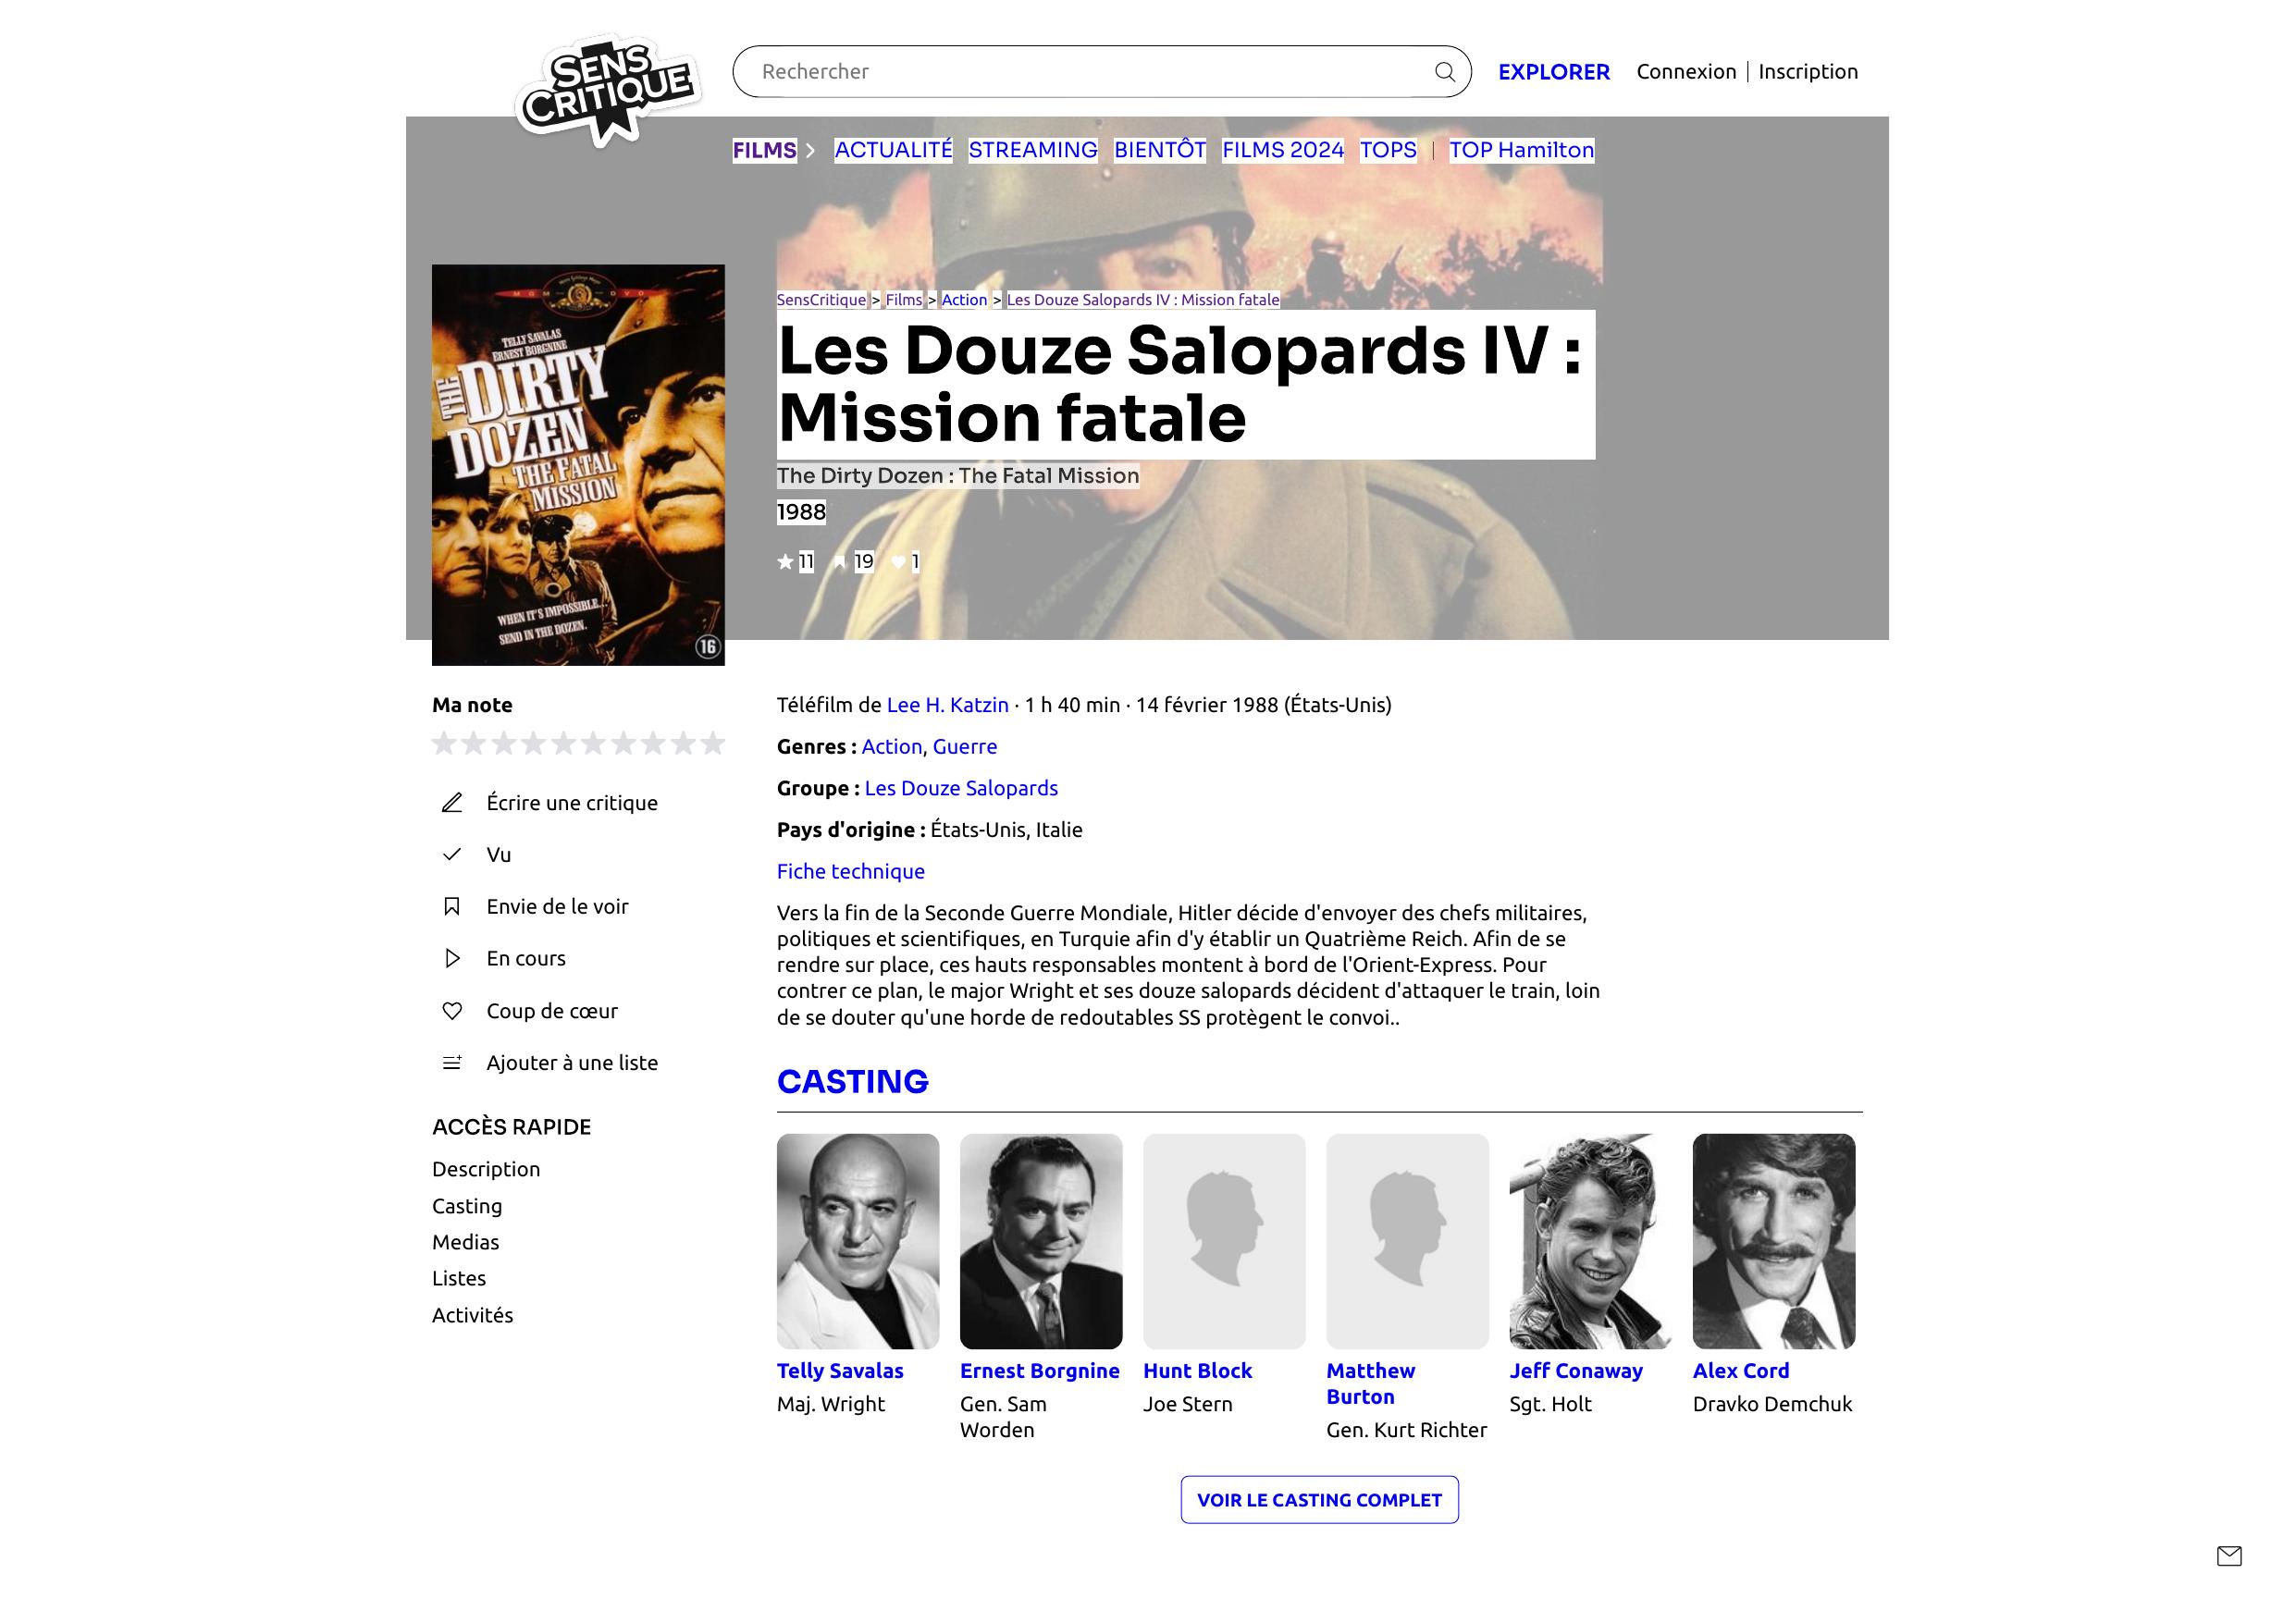 SENS
CRITIQUE
Rechercher
EXPLORER
Connexion
Inscription
FILMS
ACTUALITÉ
STREAMING
BIENTÔT
FILMS 2024
TOPS
TOP Hamilton
SensCritique > Films > Action > Les Douze Salopards IV : Mission fatale
Les Douze Salopards IV :
Mission fatale
The Dirty Dozen : The Fatal Mission
1988
11
19
1
TELLY SAVALAS
ERNEST BORGNINE
THE
DIRTY
DOZEN
THE FATAL
MISSION
WHEN IT'S IMPOSSIBLE...
SEND IN THE DOZEN.
16
Ma note
Écrire une critique
Vu
Envie de le voir
En cours
Coup de cœur
Ajouter à une liste
ACCÈS RAPIDE
Description
Casting
Medias
Listes
Activités
Téléfilm de Lee H. Katzin · 1 h 40 min · 14 février 1988 (États-Unis)
Genres : Action, Guerre
Groupe : Les Douze Salopards
Pays d'origine : États-Unis, Italie
Fiche technique
Vers la fin de la Seconde Guerre Mondiale, Hitler décide d'envoyer des chefs militaires,
politiques et scientifiques, en Turquie afin d'y établir un Quatrième Reich. Afin de se
rendre sur place, ces hauts responsables montent à bord de l'Orient-Express. Pour
contrer ce plan, le major Wright et ses douze salopards décident d'attaquer le train, loin
de se douter qu'une horde de redoutables SS protègent le convoi..
CASTING
Telly Savalas
Maj. Wright
Ernest Borgnine
Gen. Sam
Worden
Hunt Block
Joe Stern
Matthew
Burton
Gen. Kurt Richter
Jeff Conaway
Sgt. Holt
Alex Cord
Dravko Demchuk
VOIR LE CASTING COMPLET